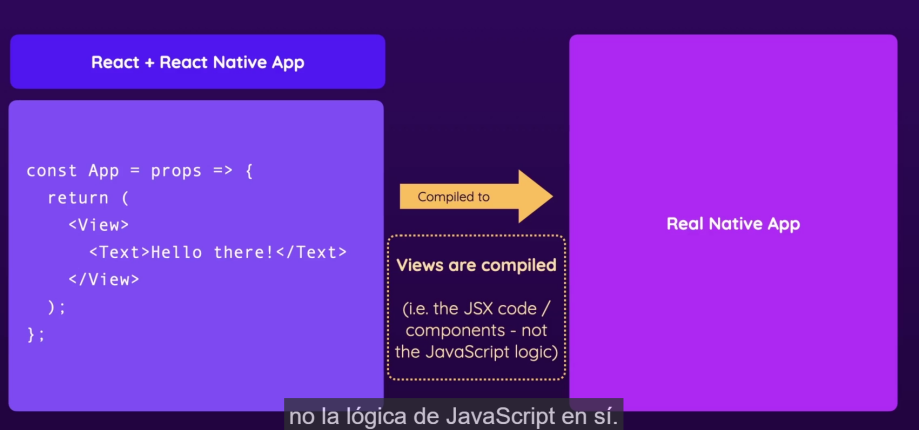 React + React Native App
const App = props => {
return (
<View>
<Text>Hello there!</Text>
</View>
);
};
Compiled to
Views are compiled
(i.e. the JSX code /
components - not
the JavaScript logic)
Real Native App
no la lógica de JavaScript en sí.